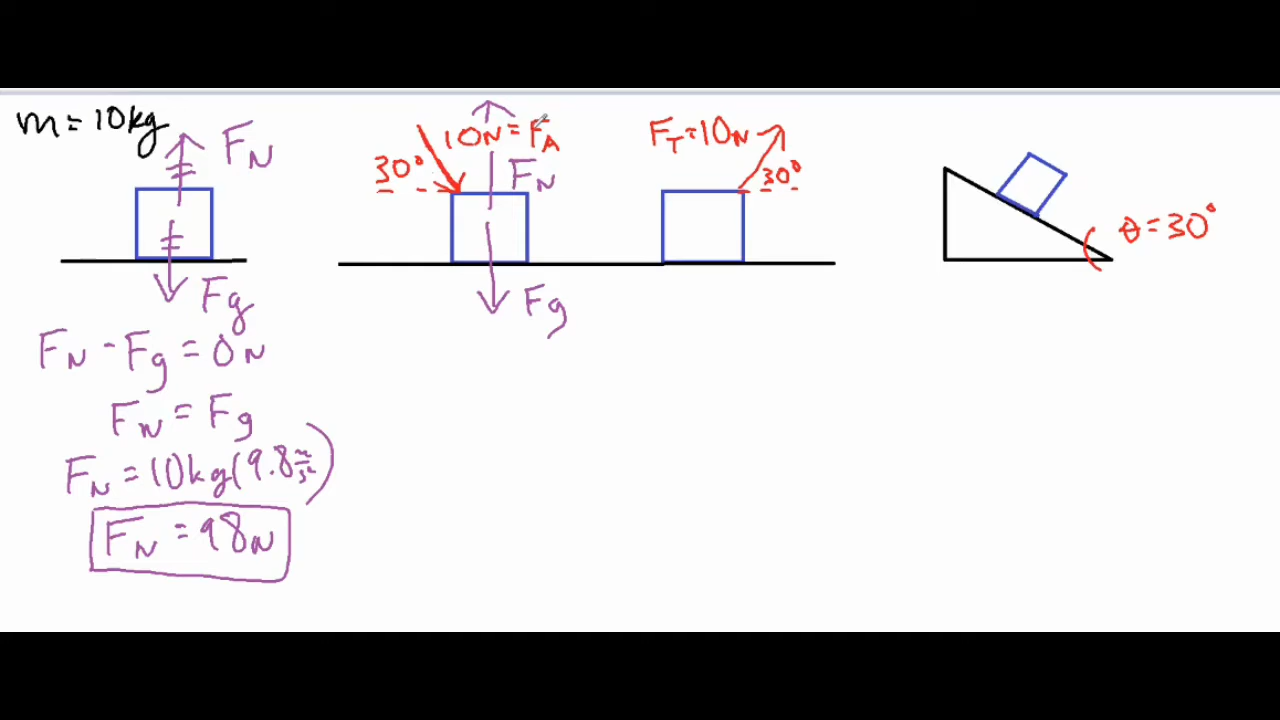 m = 10kg
F_N
F_g
F_N - F_g = 0N
F_N = F_g
F_N = 10kg(9.8 m/s²)
F_N = 98N
10N = F_A
30°
F_N
F_g
F_T = 10N
30°
θ = 30°